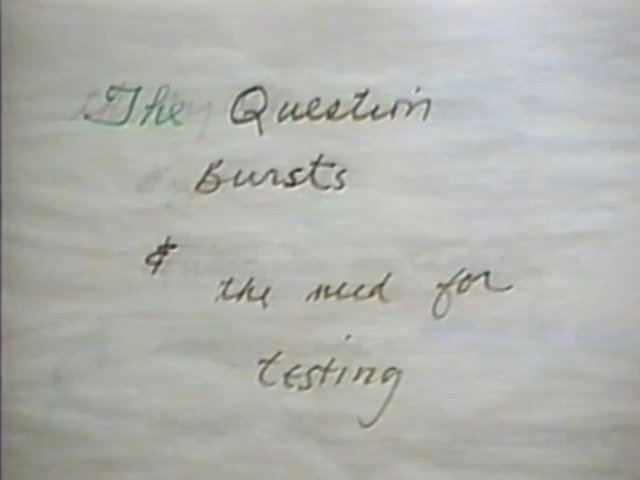 The Question
Bursts
& the need for
testing